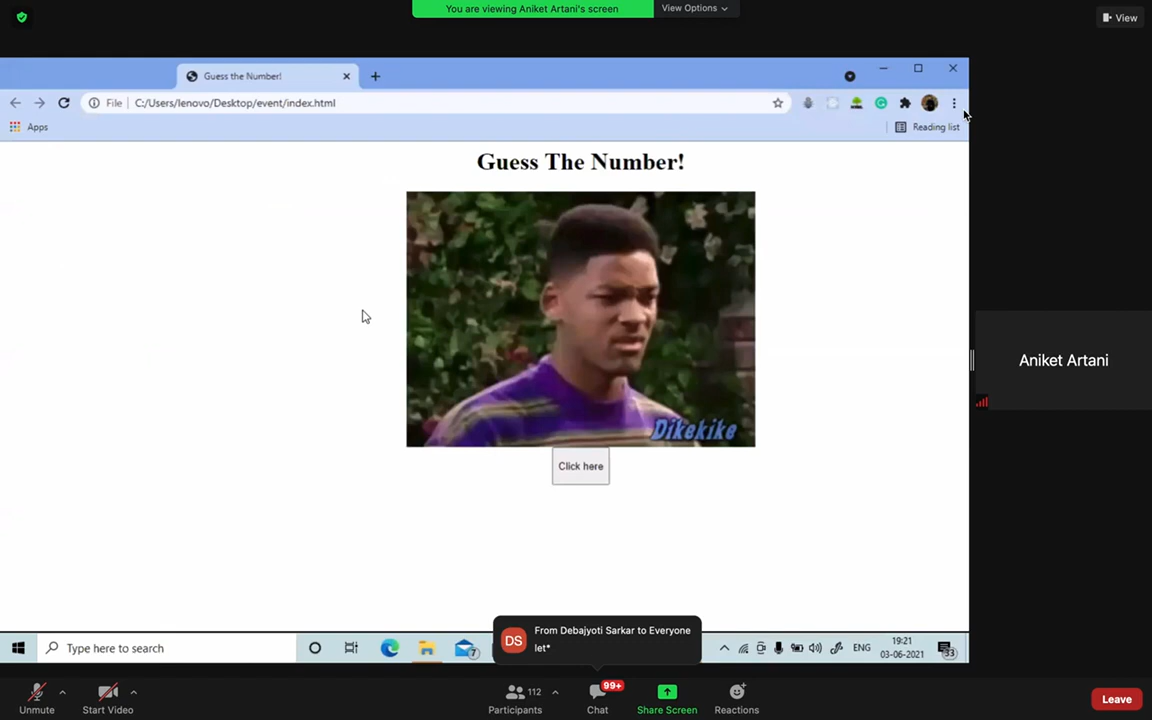 You are viewing Aniket Artani's screen
View Options
View
Guess the Number!
File
C:/Users/lenovo/Desktop/event/index.html
Apps
Reading list
Guess The Number!
Dikekike
Click here
Aniket Artani
DS
From Debajyoti Sarkar to Everyone
let*
Type here to search
7
ENG
19:21
03-06-2021
33
Unmute
Start Video
112
Participants
99+
Chat
Share Screen
Reactions
Leave